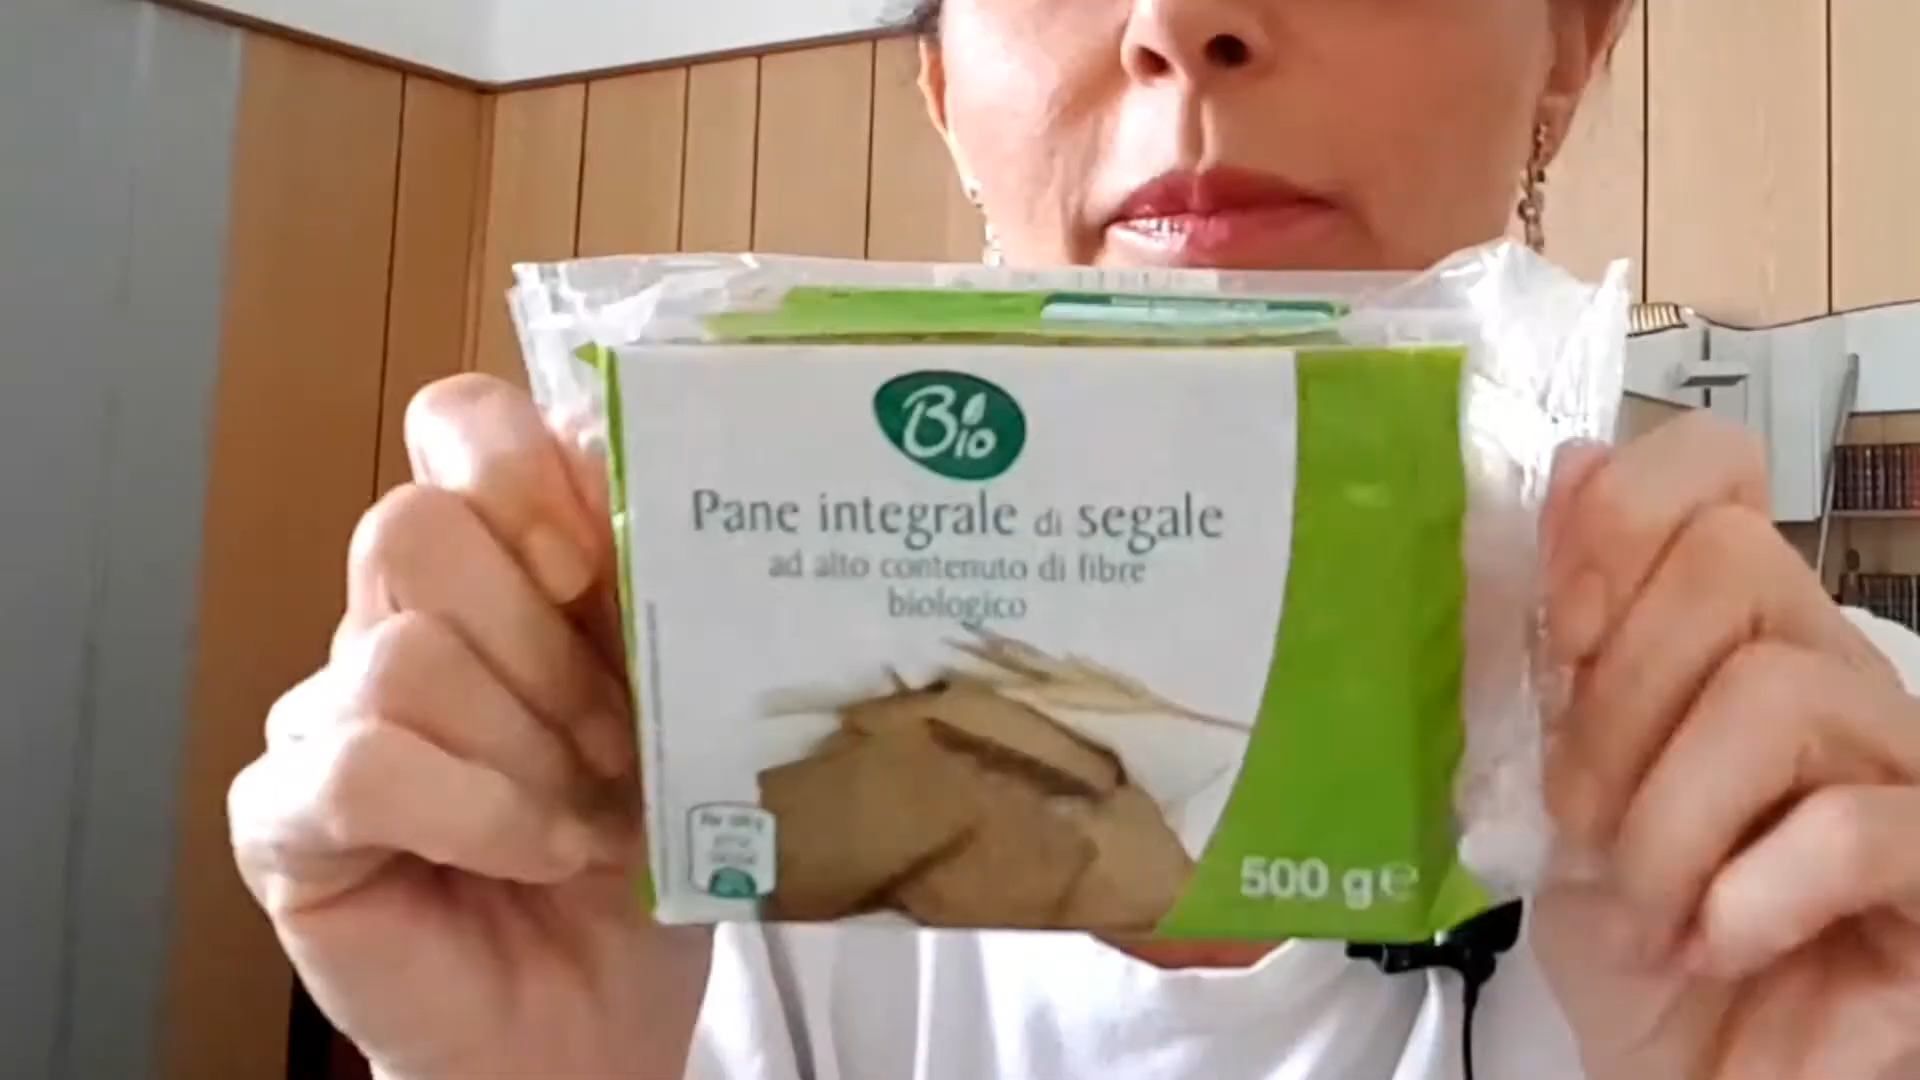 Bio
Pane integrale di segale
ad alto contenuto di fibre
biologico
500 g e